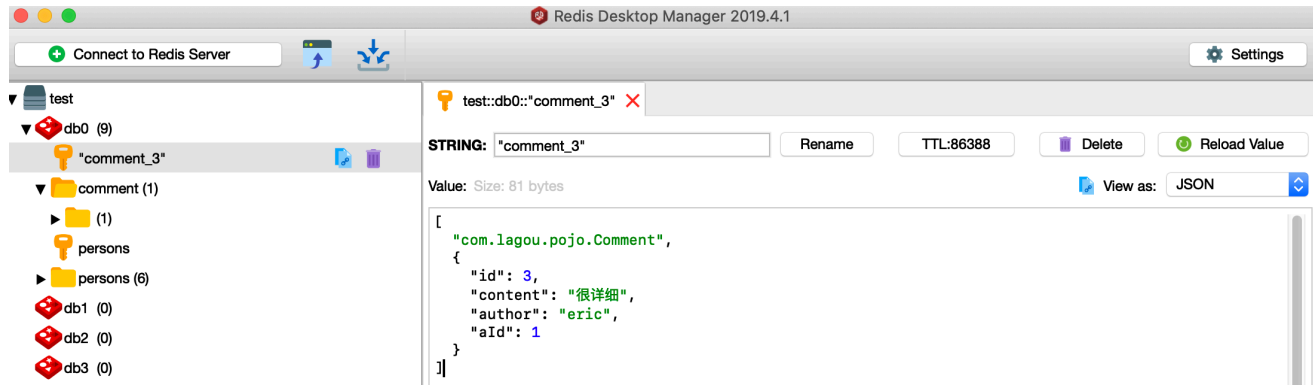 Redis Desktop Manager 2019.4.1
Connect to Redis Server
Settings
test
db0 (9)
"comment_3"
comment (1)
(1)
persons
persons (6)
db1 (0)
db2 (0)
db3 (0)
test::db0::"comment_3"
STRING: "comment_3" Rename TTL:86388 Delete Reload Value
Value: Size: 81 bytes View as: JSON
[
"com.lagou.pojo.Comment",
{
"id": 3,
"content": "很详细",
"author": "eric",
"aId": 1
}
]